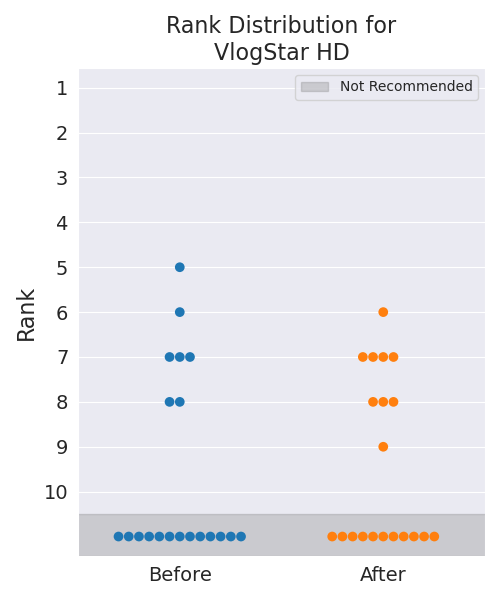 Rank Distribution for
VlogStar HD
Not Recommended
1
2
3
4
5
6
7
8
9
10
Rank
Before
After